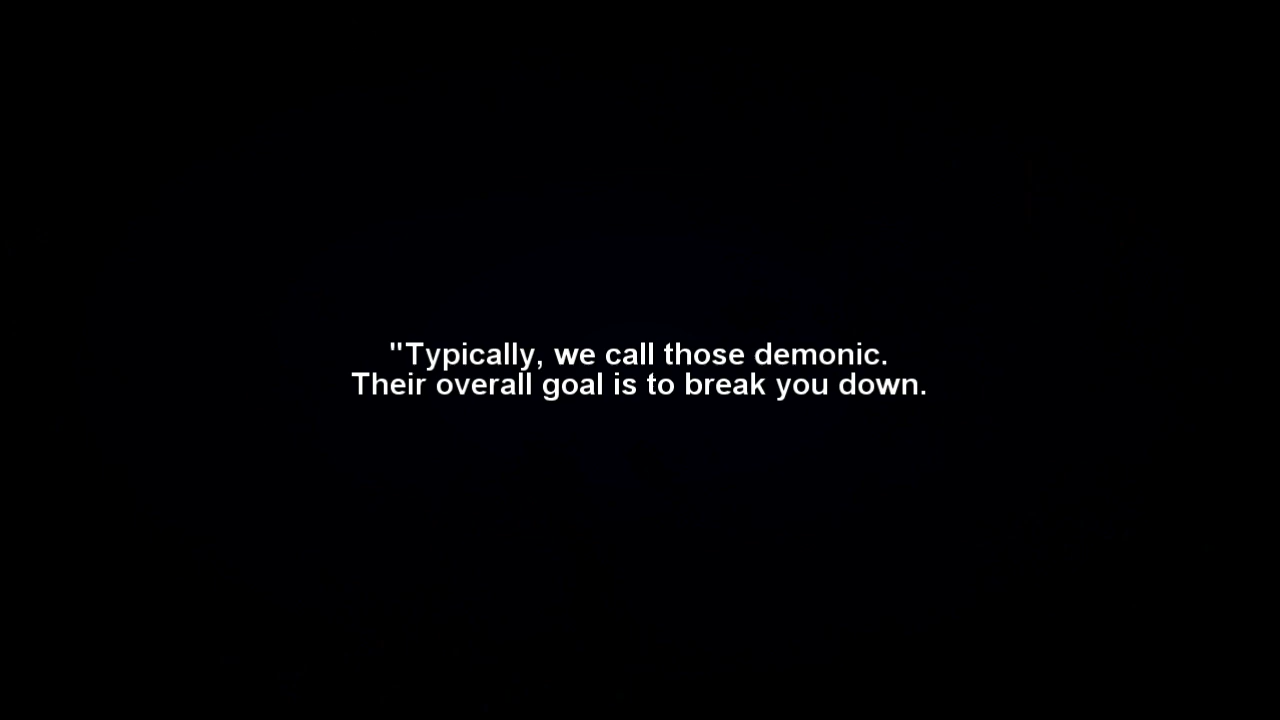 "Typically, we call those demonic.
Their overall goal is to break you down.